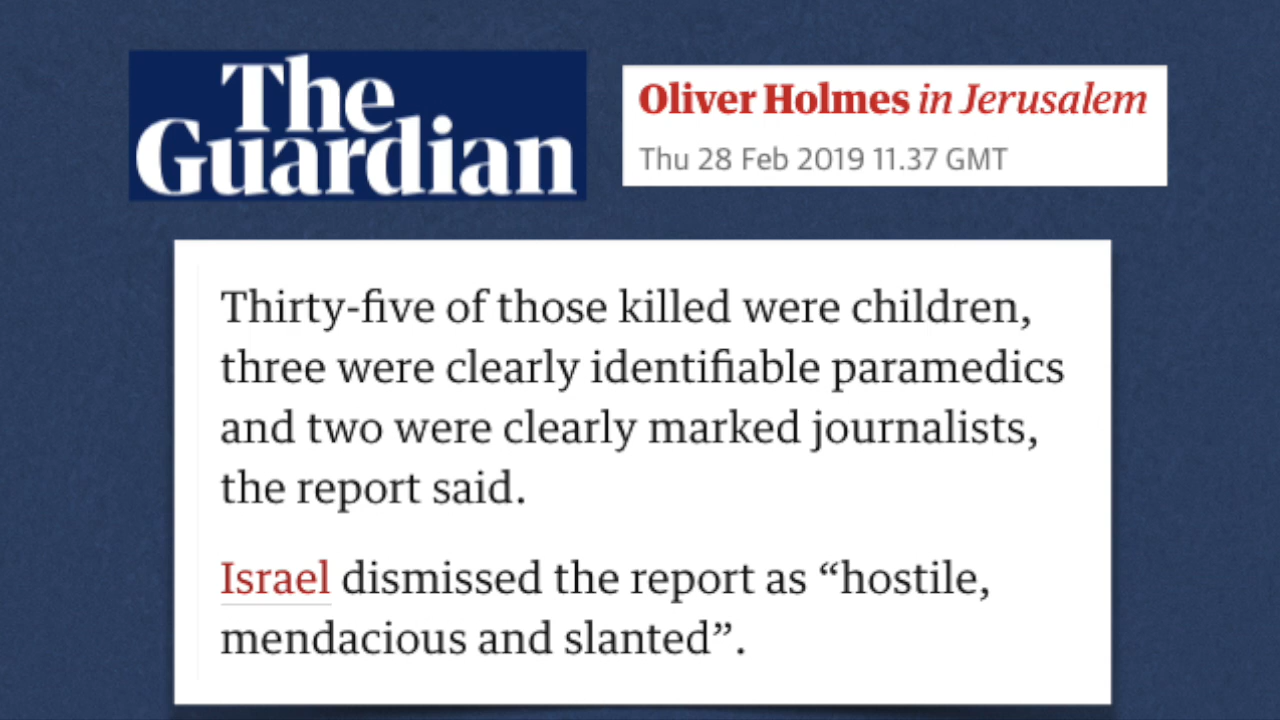 The
Guardian
Oliver Holmes in Jerusalem
Thu 28 Feb 2019 11.37 GMT
Thirty-five of those killed were children,
three were clearly identifiable paramedics
and two were clearly marked journalists,
the report said.
Israel dismissed the report as “hostile,
mendacious and slanted”.